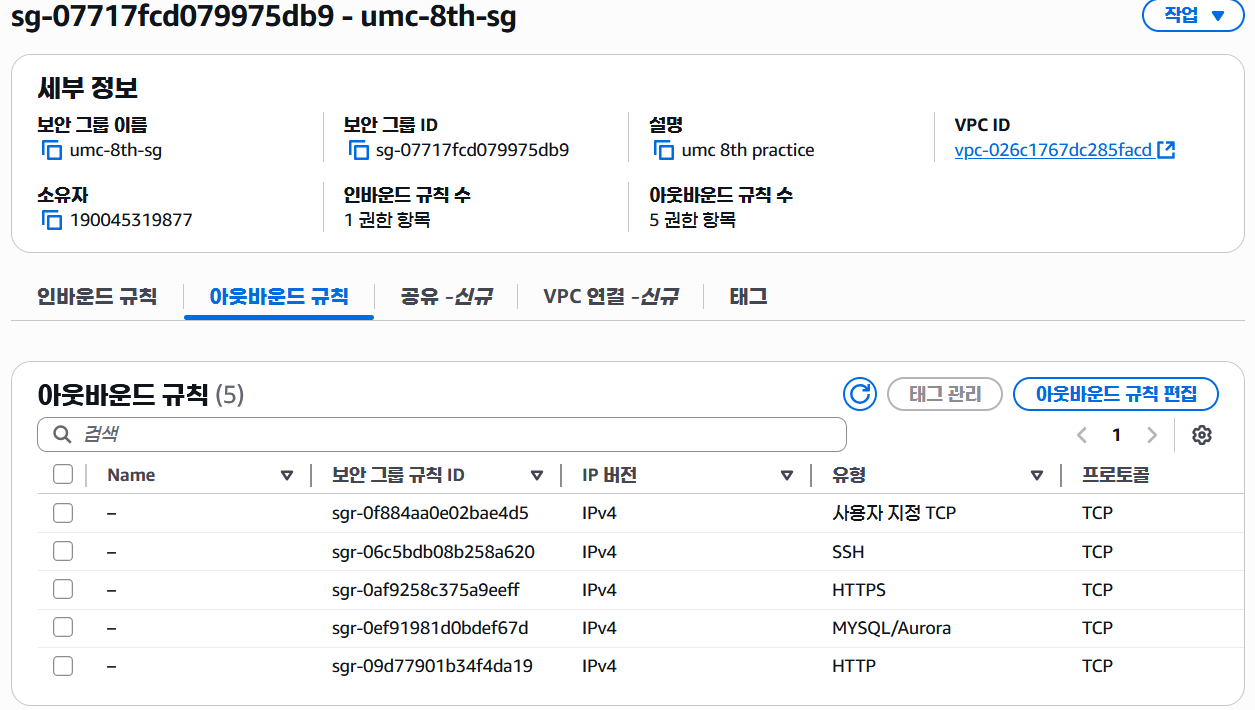 sg-07717fcd079975db9 - umc-8th-sg
작업
세부 정보
보안 그룹 이름
umc-8th-sg
보안 그룹 ID
sg-07717fcd079975db9
설명
umc 8th practice
VPC ID
vpc-026c1767dc285facd
소유자
190045319877
인바운드 규칙 수
1 권한 항목
아웃바운드 규칙 수
5 권한 항목
인바운드 규칙 아웃바운드 규칙 공유 -신규 VPC 연결 -신규 태그
아웃바운드 규칙 (5)
태그 관리
아웃바운드 규칙 편집
검색
1
Name 보안 그룹 규칙 ID IP 버전 유형 프로토콜
– sgr-0f884aa0e02bae4d5 IPv4 사용자 지정 TCP TCP
– sgr-06c5bdb08b258a620 IPv4 SSH TCP
– sgr-0af9258c375a9eeff IPv4 HTTPS TCP
– sgr-0ef91981d0bdef67d IPv4 MYSQL/Aurora TCP
– sgr-09d77901b34f4da19 IPv4 HTTP TCP